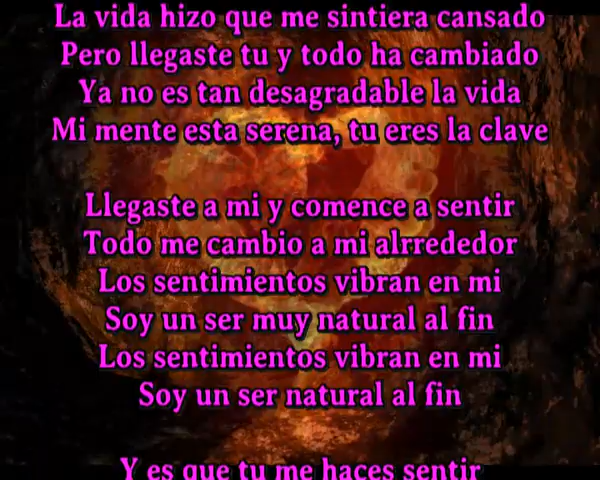 La vida hizo que me sintiera cansado
Pero llegaste tu y todo ha cambiado
Ya no es tan desagradable la vida
Mi mente esta serena, tu eres la clave
Llegaste a mi y comence a sentir
Todo me cambio a mi alrrededor
Los sentimientos vibran en mi
Soy un ser muy natural al fin
Los sentimientos vibran en mi
Soy un ser natural al fin
Y es que tu me haces sentir